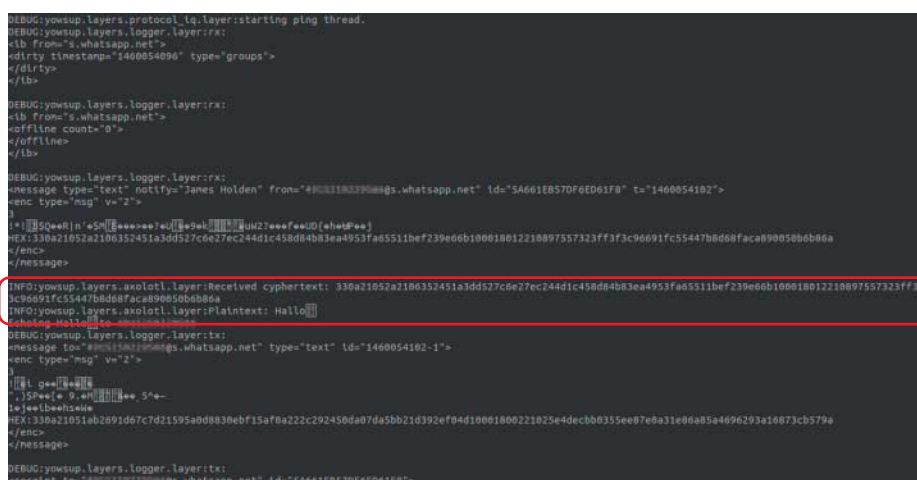 DEBUG:yowsup.layers.protocol_iq.layer:starting ping thread.
DEBUG:yowsup.layers.logger.layer:rx:
<ib from="s.whatsapp.net">
<dirty timestamp="1460054096" type="groups">
</dirty>
</ib>
DEBUG:yowsup.layers.logger.layer:rx:
<ib from="s.whatsapp.net">
<offline count="0">
</offline>
</ib>
DEBUG:yowsup.layers.logger.layer:rx:
<message type="text" notify="James Holden" from="@s.whatsapp.net" id="5A661EB57DF6ED61F8" t="1460054102">
<enc type="msg" v="2">
3
HEX:330a21052a2106352451a3dd527c6e27ec244d1c458d84b83ea4953fa65511bef239e66b100018012210897557323ff3f3c96691fc55447b8d68faca890050b6b86a
</enc>
</message>
INFO:yowsup.layers.axolotl.layer:Received cyphertext: 330a21052a2106352451a3dd527c6e27ec244d1c458d84b83ea4953fa65511bef239e66b100018012210897557323ff3
3c96691fc55447b8d68faca890050b6b86a
INFO:yowsup.layers.axolotl.layer:Plaintext: Hallo
Echoing Hallo to
DEBUG:yowsup.layers.logger.layer:tx:
<message to="@s.whatsapp.net" type="text" id="1460054102-1">
<enc type="msg" v="2">
3
HEX:330a21051ab2691d67c7d21595a0d8830ebf15af0a222c292450da07da5bb21d392ef04d10001800221025e4decbb0355ee87e0a31e06a85a4696293a16873cb579a
</enc>
</message>
DEBUG:yowsup.layers.logger.layer:tx: